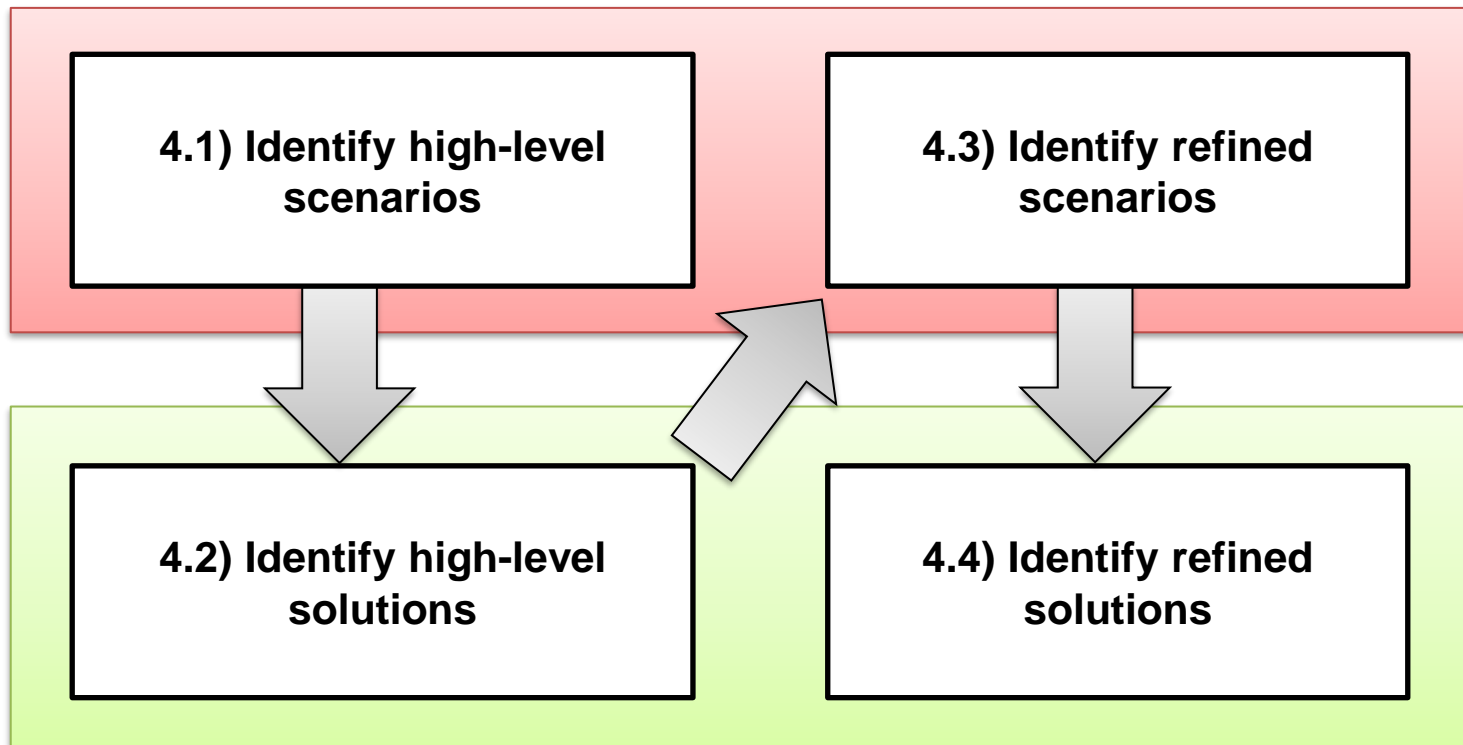 4.1) Identify high-level
scenarios
4.3) Identify refined
scenarios
4.2) Identify high-level
solutions
4.4) Identify refined
solutions